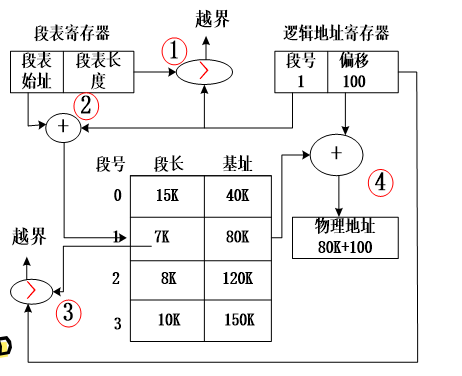 段表寄存器
越界
逻辑地址寄存器
①
段表始址
段表长度
>
段号
1
偏移
100
②
+
+
④
段号
段长
基址
0
15K
40K
1
7K
80K
2
8K
120K
3
10K
150K
物理地址
80K+100
越界
>
③